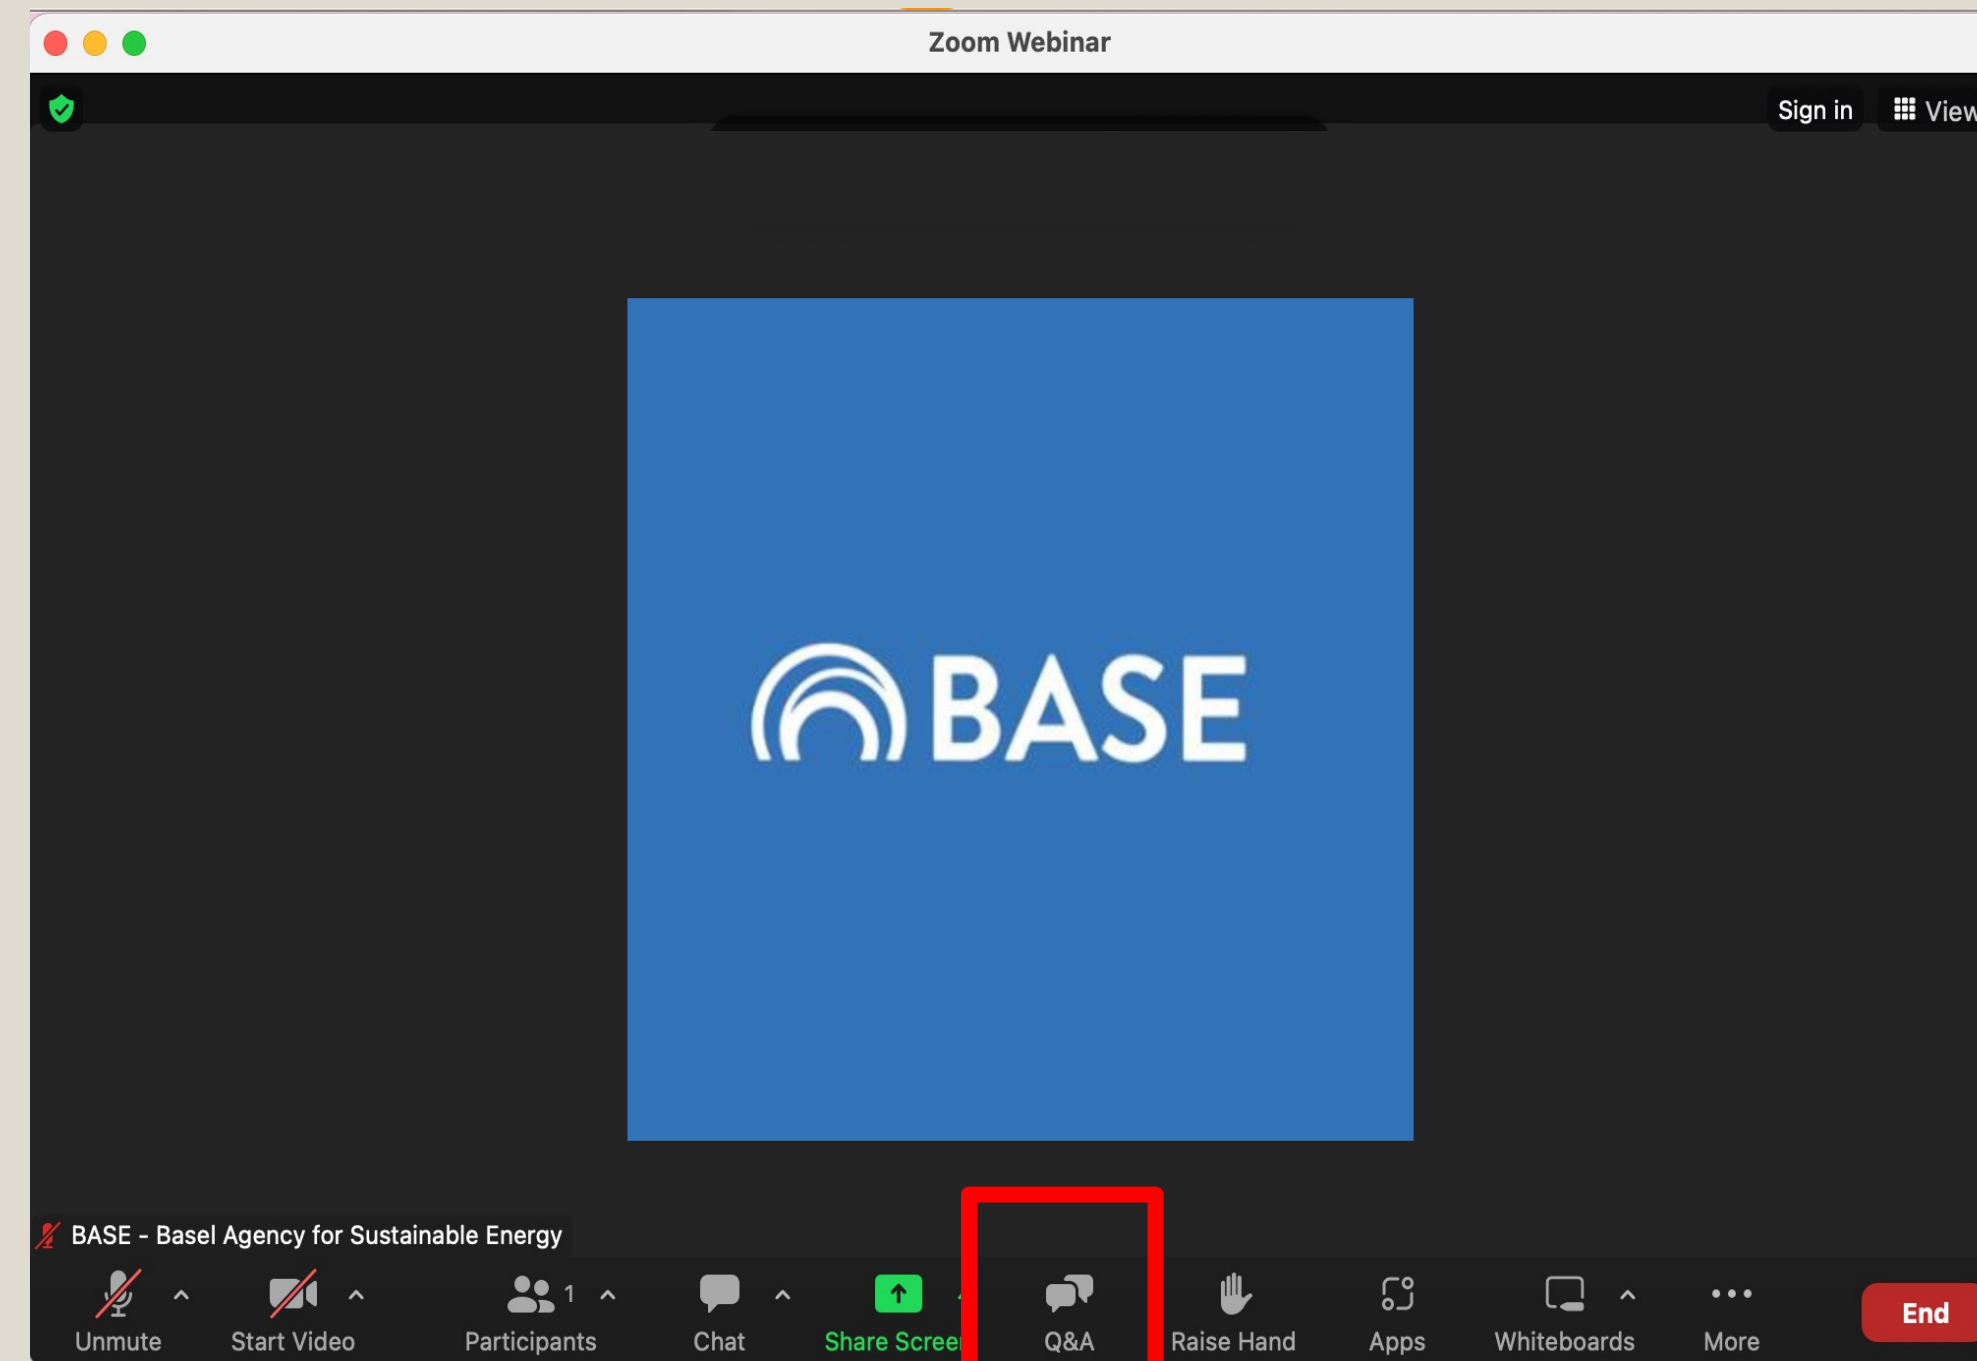 Zoom Webinar
Sign in
View
BASE
BASE - Basel Agency for Sustainable Energy
1
Unmute
Start Video
Participants
Chat
Share Screen
Q&A
Raise Hand
Apps
Whiteboards
More
End